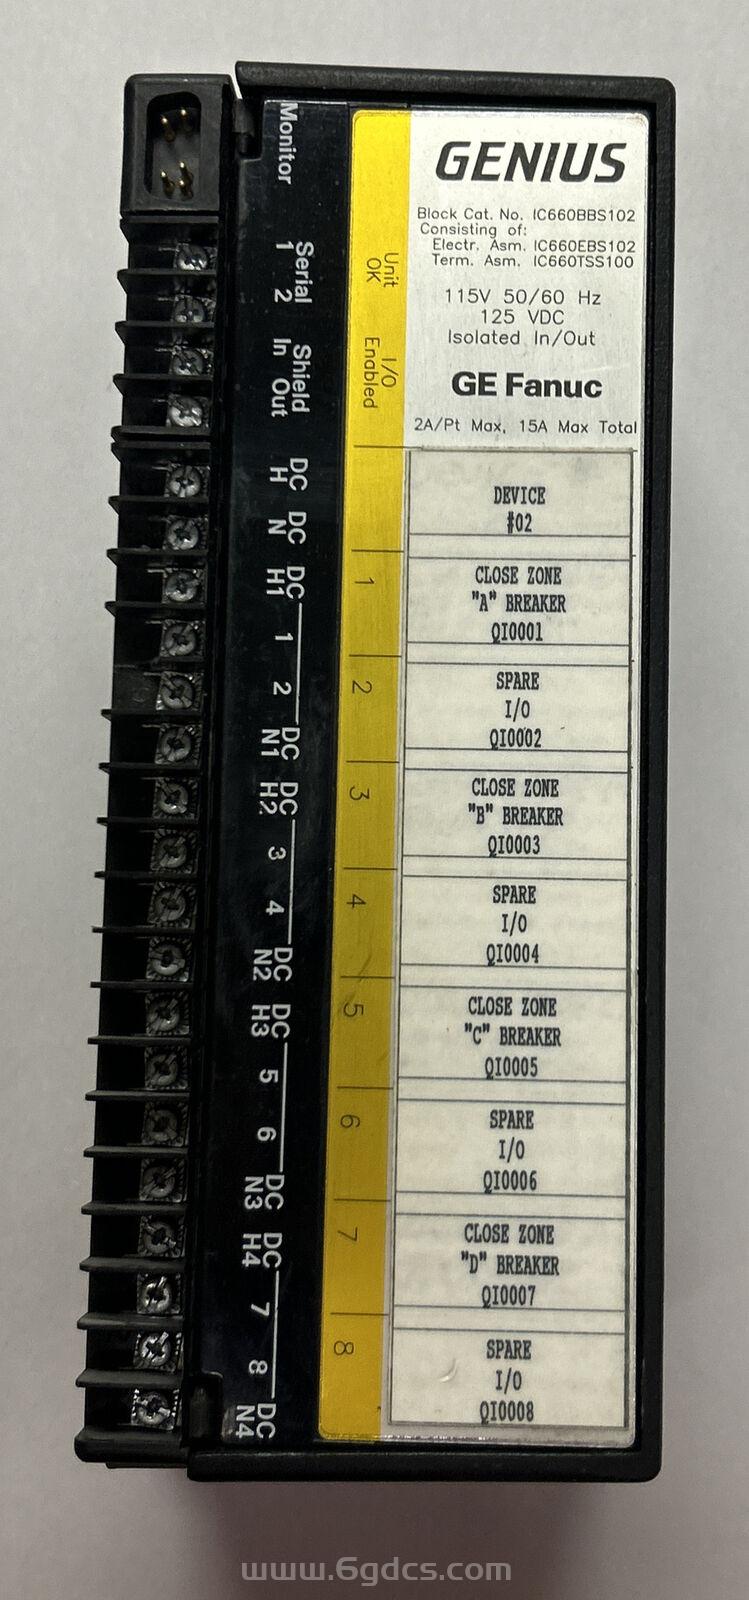 GENIUS
Block Cat. No. IC660BBS102
Consisting of:
Electr. Asm. IC660EBS102
Term. Asm. IC660TSS100
115V 50/60 Hz
125 VDC
Isolated In/Out
GE Fanuc
2A/Pt Max, 15A Max Total
Monitor
Serial
1 2
Shield
In Out
DC
H
DC
N
DC
H1
1
2
DC
N1
DC
H2
3
4
DC
N2
DC
H3
5
6
DC
N3
DC
H4
7
8
DC
N4
Unit
OK
I/O
Enabled
1
2
3
4
5
6
7
8
DEVICE
#02
CLOSE ZONE
"A" BREAKER
QI0001
SPARE
I/O
QI0002
CLOSE ZONE
"B" BREAKER
QI0003
SPARE
I/O
QI0004
CLOSE ZONE
"C" BREAKER
QI0005
SPARE
I/O
QI0006
CLOSE ZONE
"D" BREAKER
QI0007
SPARE
I/O
QI0008
www.6gdcs.com